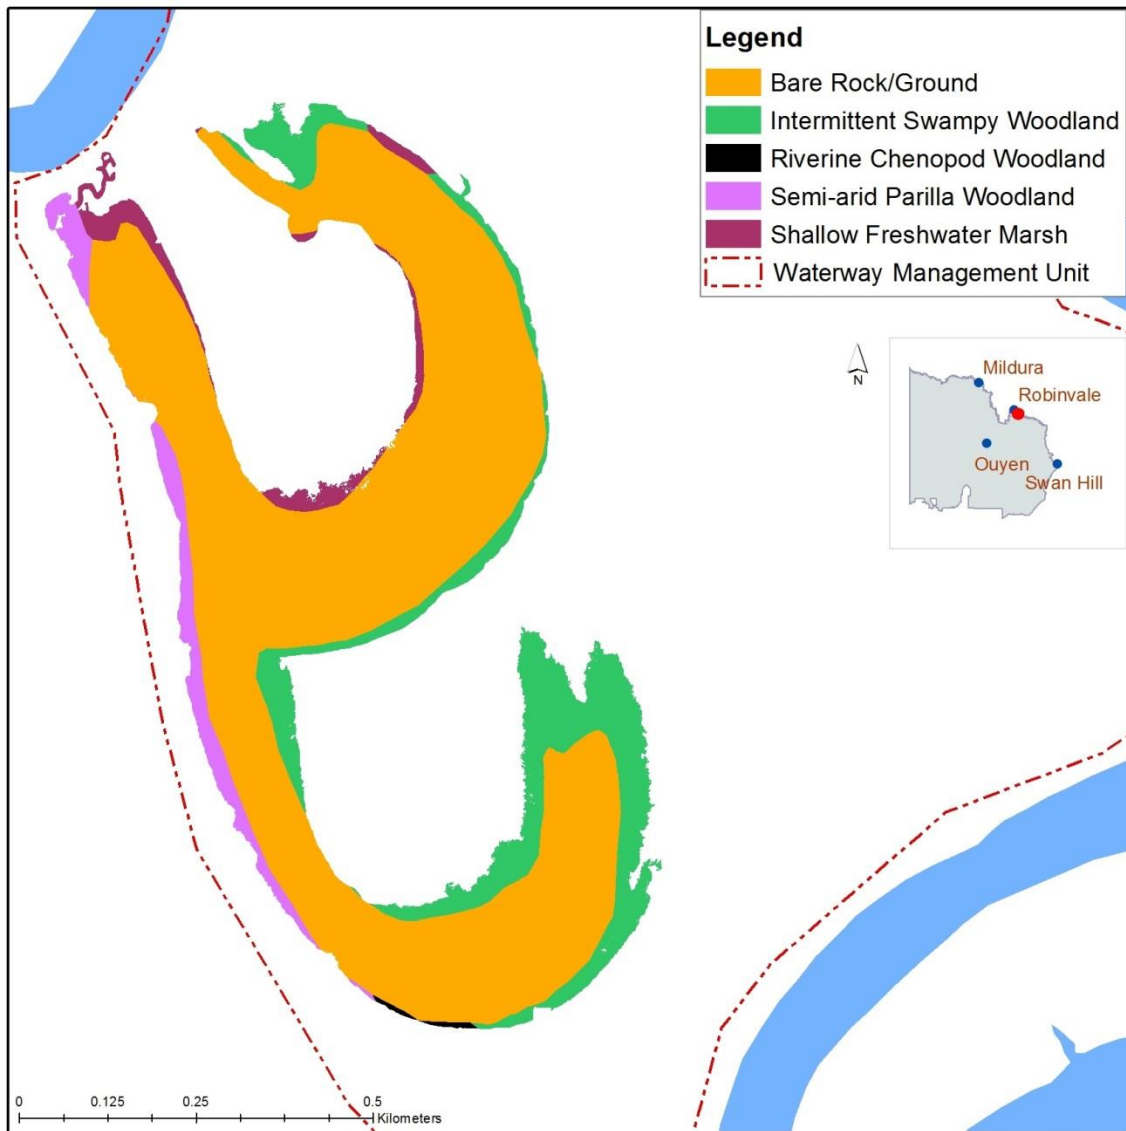 Legend
Bare Rock/Ground
Intermittent Swampy Woodland
Riverine Chenopod Woodland
Semi-arid Parilla Woodland
Shallow Freshwater Marsh
Waterway Management Unit
N
Mildura
Robinvale
Ouyen
Swan Hill
0 0.125 0.25 0.5
Kilometers